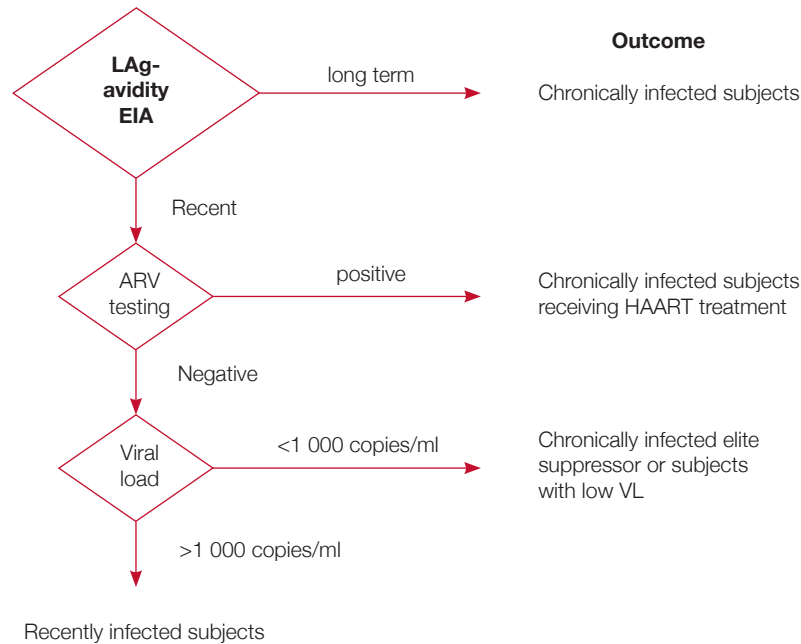 Outcome
LAg-
avidity
EIA
long term
Chronically infected subjects
Recent
ARV
testing
positive
Chronically infected subjects
receiving HAART treatment
Negative
Viral
load
<1 000 copies/ml
Chronically infected elite
suppressor or subjects
with low VL
>1 000 copies/ml
Recently infected subjects